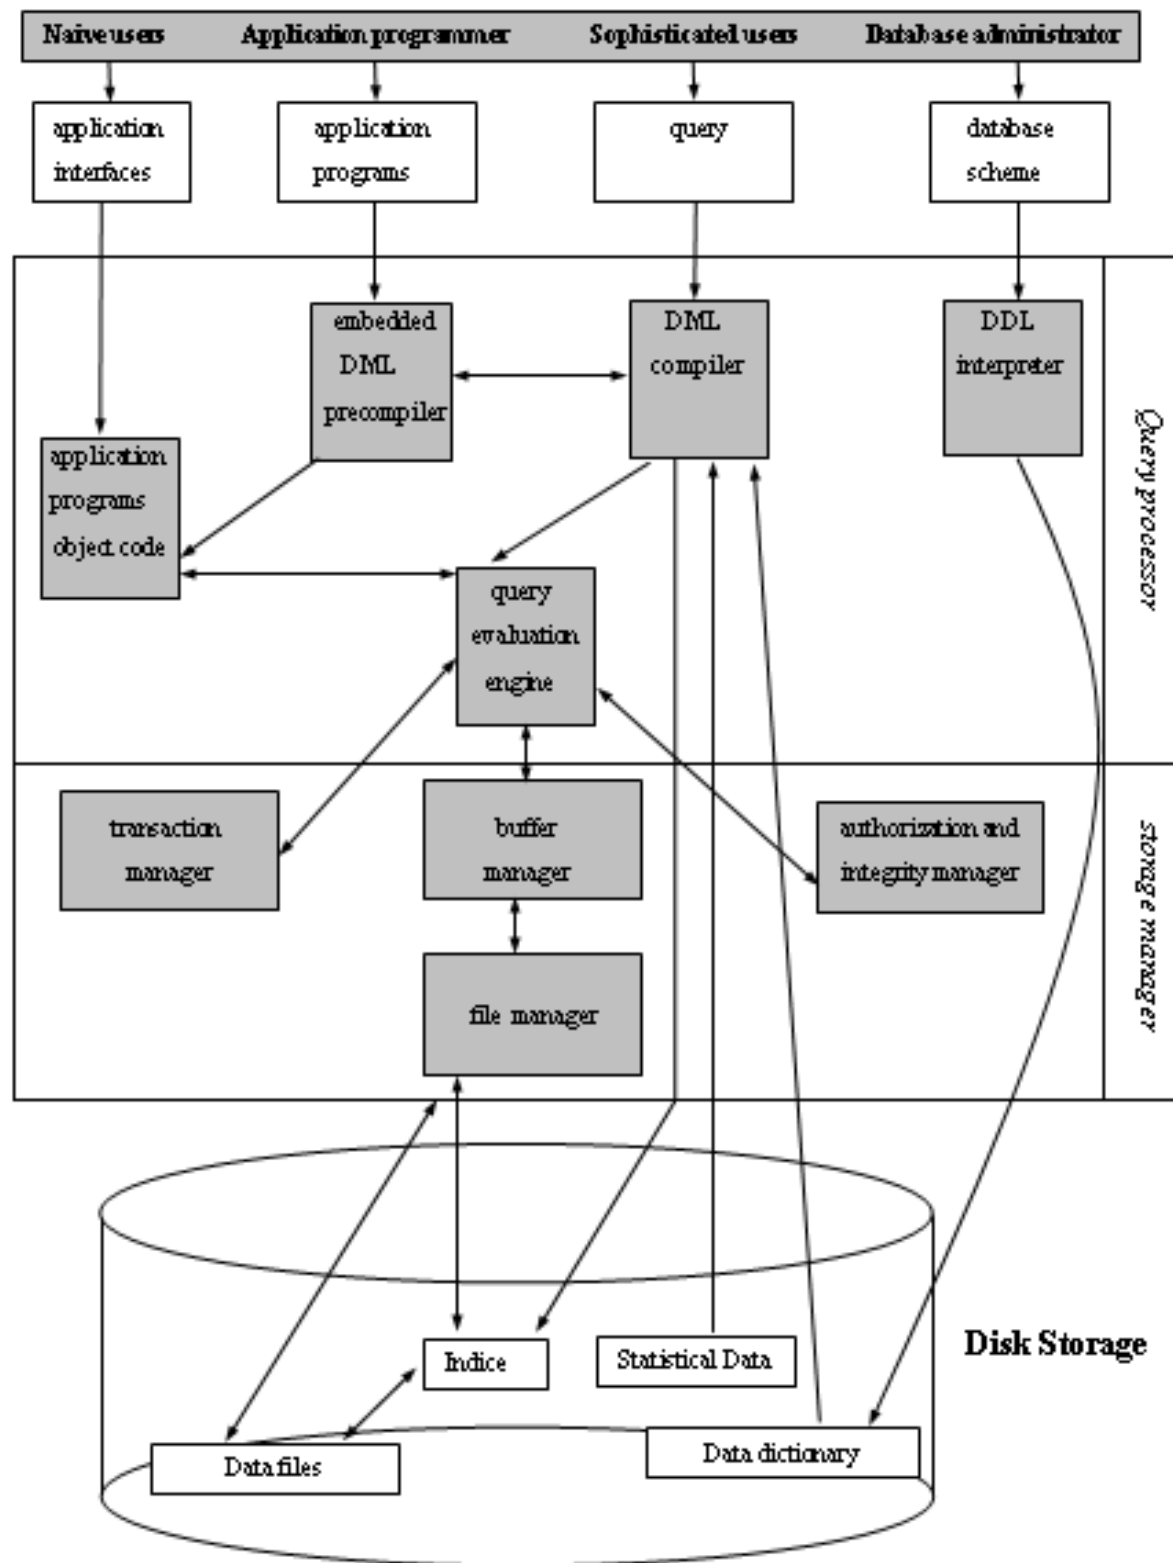 Naive users Application programmer Sophisticated users Database administrator
application
interfaces
application
programs
query
database
scheme
embedded
DML
precompiler
DML
compiler
DDL
interpreter
application
programs
object code
query
evaluation
engine
Query processor
transaction
manager
buffer
manager
authorization and
integrity manager
file manager
storage manager
Indice
Statistical Data
Disk Storage
Data files
Data dictionary